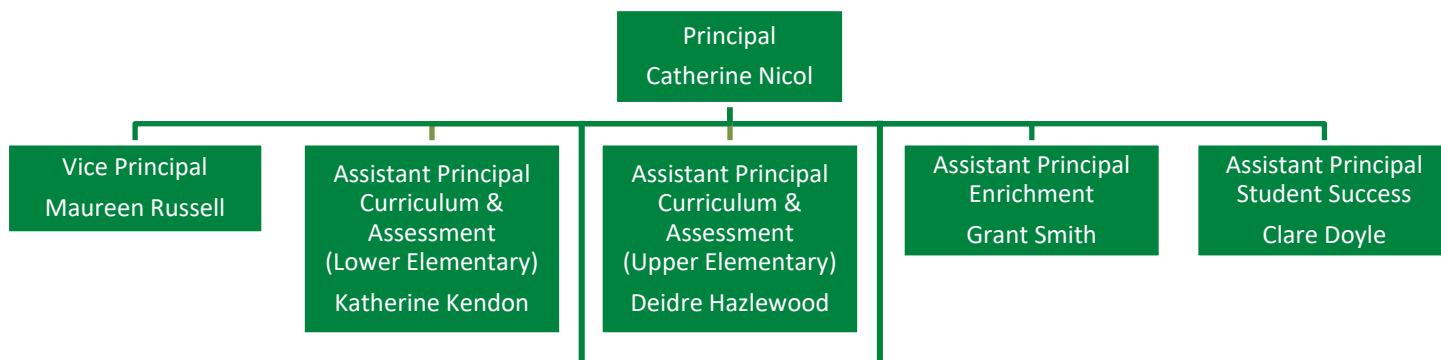 Principal
Catherine Nicol
Vice Principal
Maureen Russell
Assistant Principal
Curriculum &
Assessment
(Lower Elementary)
Katherine Kendon
Assistant Principal
Curriculum &
Assessment
(Upper Elementary)
Deidre Hazlewood
Assistant Principal
Enrichment
Grant Smith
Assistant Principal
Student Success
Clare Doyle